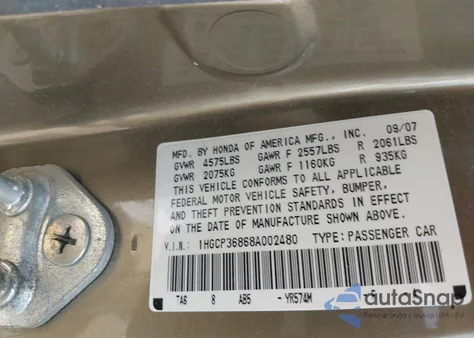 MFD. BY HONDA OF AMERICA MFG., INC. 09/07
GVWR 4575LBS GAWR F 2557LBS R 2061LBS
GVWR 2075KG GAWR F 1160KG R 935KG
THIS VEHICLE CONFORMS TO ALL APPLICABLE
FEDERAL MOTOR VEHICLE SAFETY, BUMPER,
AND THEFT PREVENTION STANDARDS IN EFFECT
ON THE DATE OF MANUFACTURE SHOWN ABOVE.
V.I.N.: 1HGCP36868A002480 TYPE: PASSENGER CAR
TA6 8 AB5 - YR574M
autoSnap